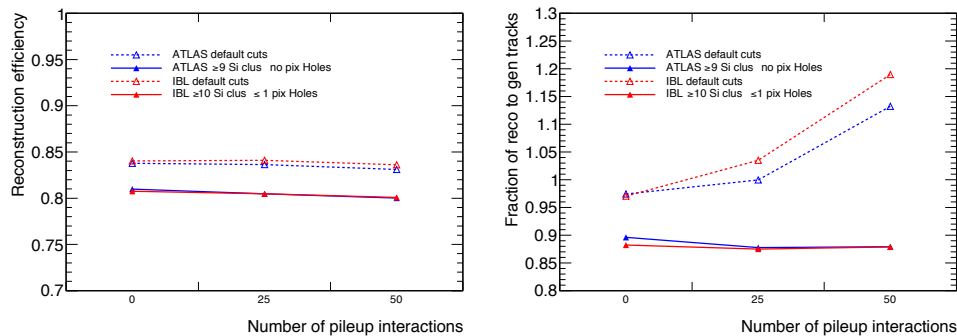 Reconstruction efficiency
1
0.95
0.9
0.85
0.8
0.75
0.7
ATLAS default cuts
ATLAS ≥9 Si clus no pix Holes
IBL default cuts
IBL ≥10 Si clus ≤ 1 pix Holes
0 25 50
Number of pileup interactions
Fraction of reco to gen tracks
1.3
1.25
1.2
1.15
1.1
1.05
1
0.95
0.9
0.85
0.8
ATLAS default cuts
ATLAS ≥9 Si clus no pix Holes
IBL default cuts
IBL ≥10 Si clus ≤1 pix Holes
0 25 50
Number of pileup interactions